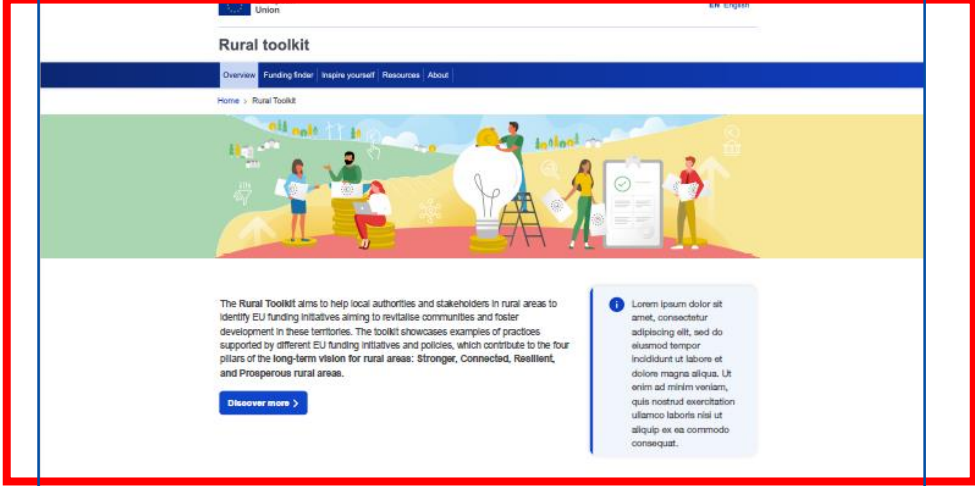 Union
EN English
Rural toolkit
Overview Funding finder Inspire yourself Resources About
Home > Rural Toolkit
The Rural Toolkit aims to help local authorities and stakeholders in rural areas to
identify EU funding initiatives aiming to revitalise communities and foster
development in these territories. The toolkit showcases examples of practices
supported by different EU funding initiatives and policies, which contribute to the four
pillars of the long-term vision for rural areas: Stronger, Connected, Resilient,
and Prosperous rural areas.
Discover more >
Lorem ipsum dolor sit
amet, consectetur
adipiscing elit, sed do
eiusmod tempor
incididunt ut labore et
dolore magna aliqua. Ut
enim ad minim veniam,
quis nostrud exercitation
ullamco laboris nisi ut
aliquip ex ea commodo
consequat.